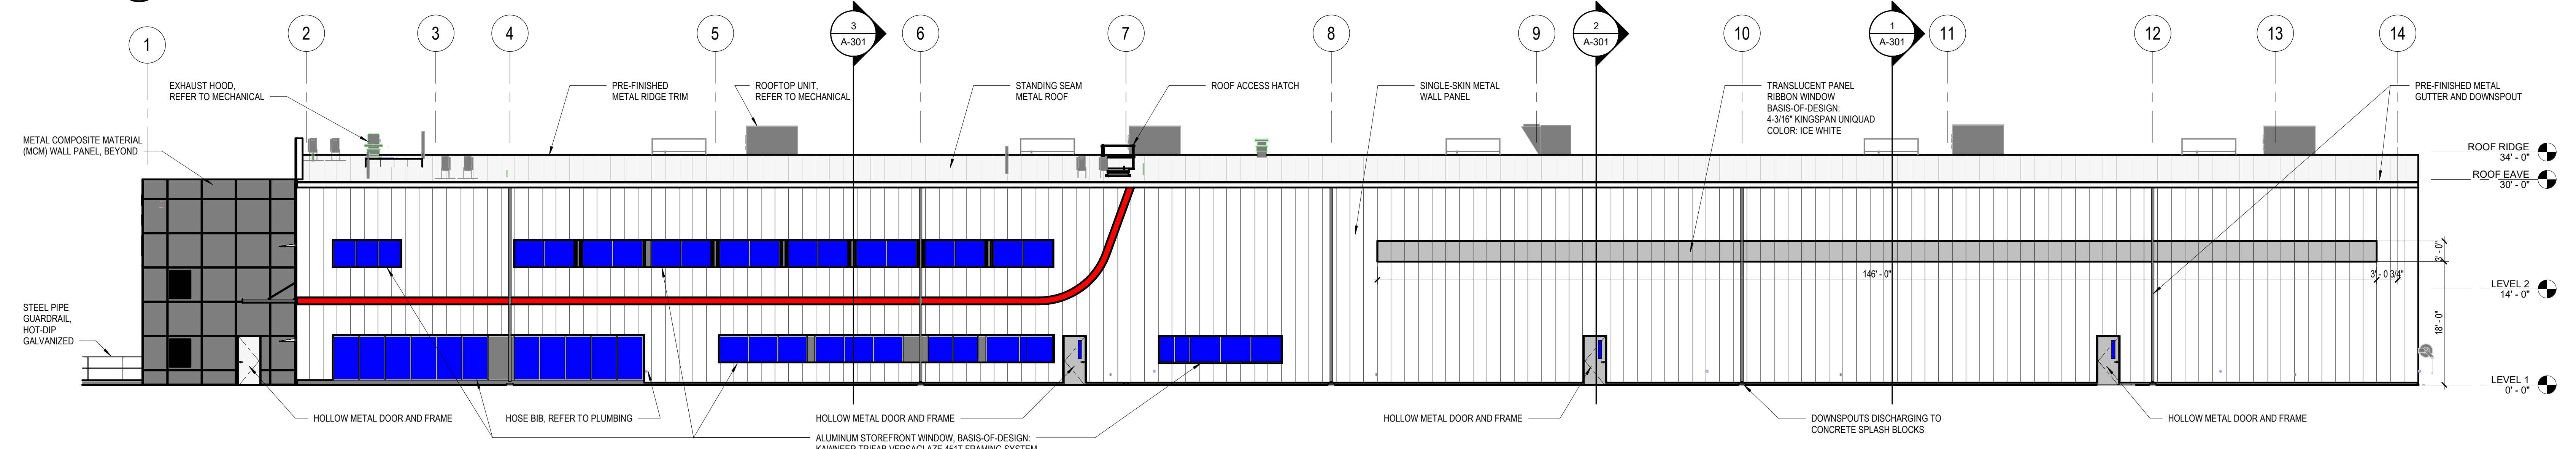 1
2
3
4
5
3
A-301
6
7
8
9
2
A-301
10
1
A-301
11
12
13
14
EXHAUST HOOD,
REFER TO MECHANICAL
PRE-FINISHED
METAL RIDGE TRIM
ROOFTOP UNIT,
REFER TO MECHANICAL
STANDING SEAM
METAL ROOF
ROOF ACCESS HATCH
SINGLE-SKIN METAL
WALL PANEL
TRANSLUCENT PANEL
RIBBON WINDOW
BASIS-OF-DESIGN:
4-3/16" KINGSPAN UNIQUAD
COLOR: ICE WHITE
PRE-FINISHED METAL
GUTTER AND DOWNSPOUT
METAL COMPOSITE MATERIAL
(MCM) WALL PANEL, BEYOND
ROOF RIDGE
34' - 0"
ROOF EAVE
30' - 0"
3' - 0"
146' - 0"
3' - 0 3/4"
LEVEL 2
14' - 0"
18' - 0"
STEEL PIPE
GUARDRAIL,
HOT-DIP
GALVANIZED
LEVEL 1
0' - 0"
HOLLOW METAL DOOR AND FRAME
HOSE BIB, REFER TO PLUMBING
HOLLOW METAL DOOR AND FRAME
HOLLOW METAL DOOR AND FRAME
DOWNSPOUTS DISCHARGING TO
CONCRETE SPLASH BLOCKS
HOLLOW METAL DOOR AND FRAME
ALUMINUM STOREFRONT WINDOW, BASIS-OF-DESIGN:
KAWNEER TRIFAB VERSAGLAZE 451T FRAMING SYSTEM